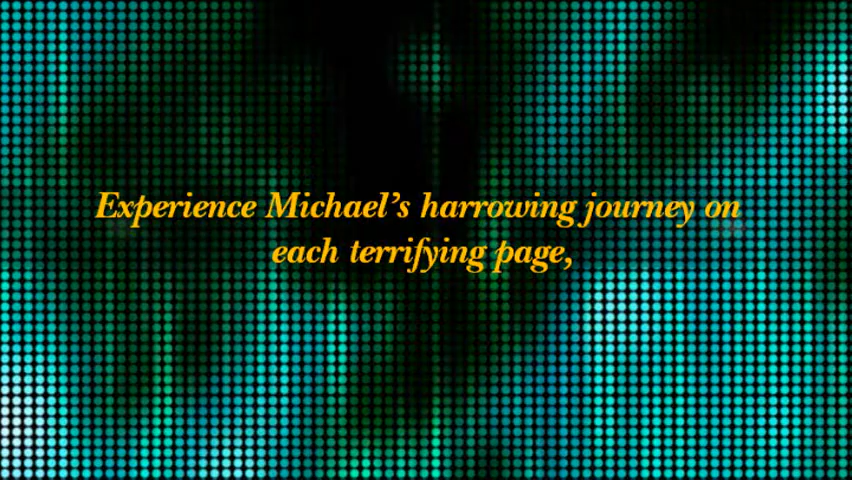 Experience Michael’s harrowing journey on
each terrifying page,